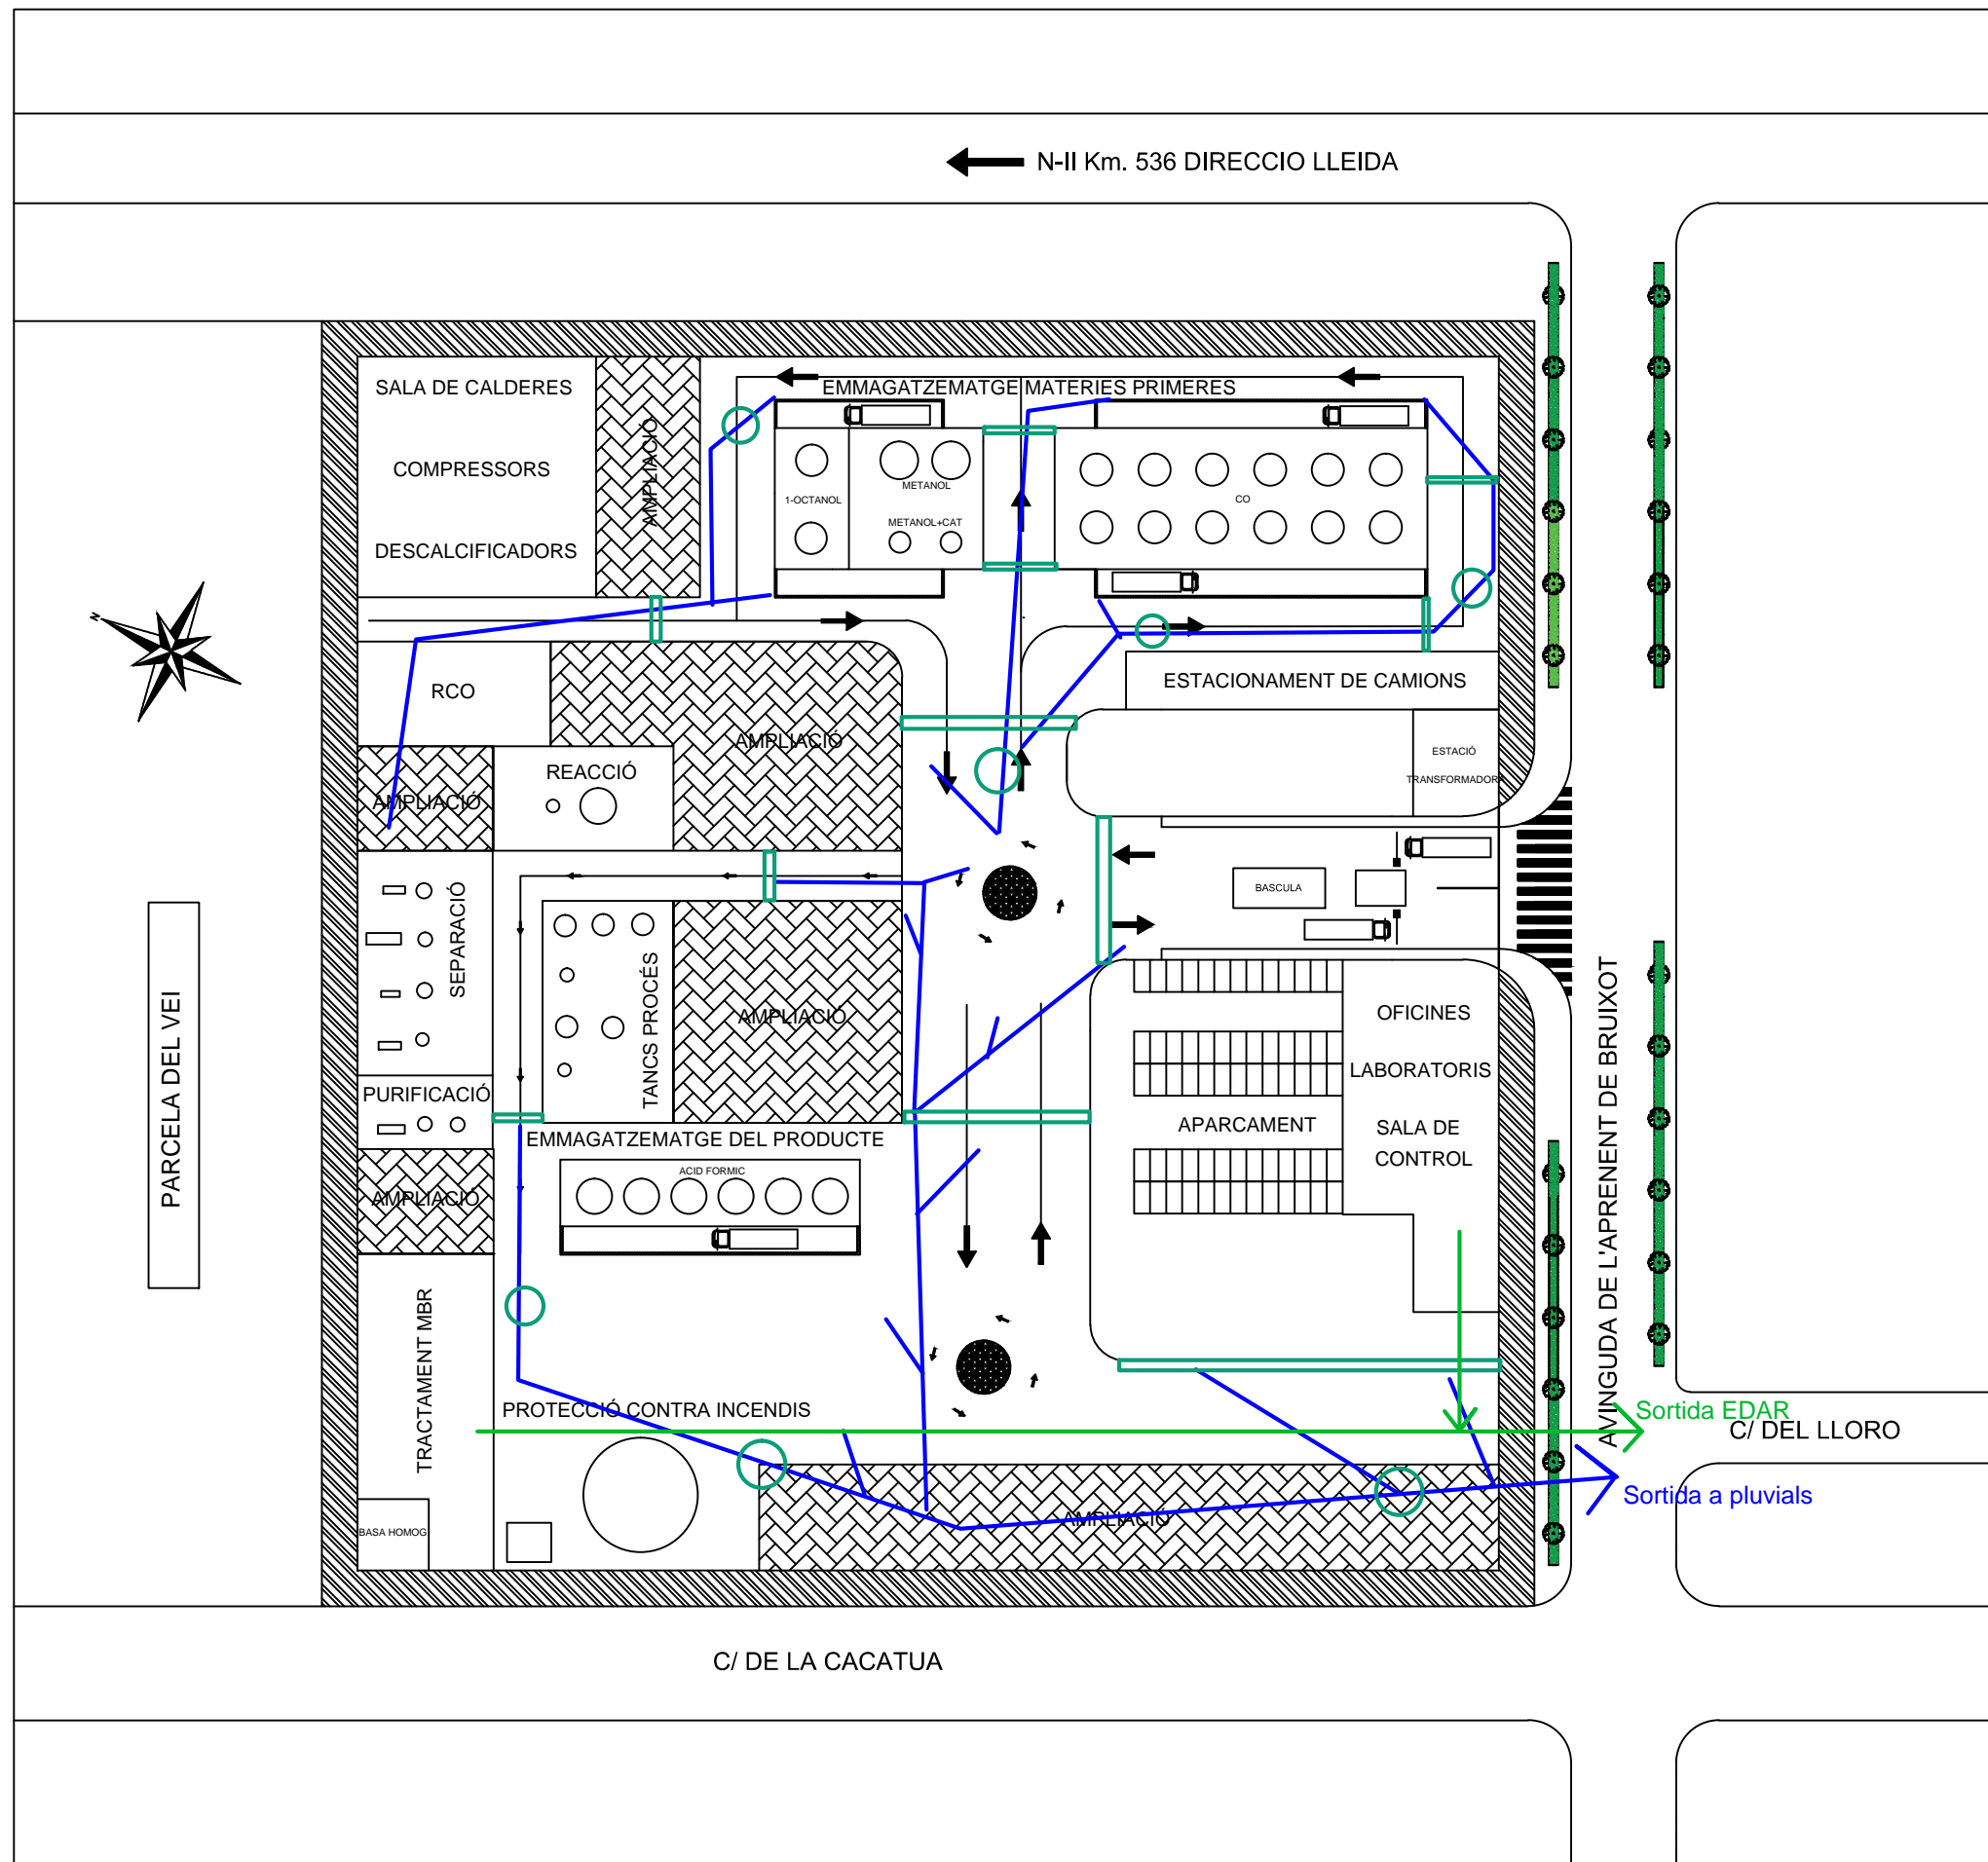 N-II Km. 536 DIRECCIO LLEIDA
SALA DE CALDERES
COMPRESSORS
DESCALCIFICADORS
AMPLIACIÓ
EMMAGATZEMATGE MATERIES PRIMERES
1-OCTANOL
METANOL
METANOL+CAT
CO
N
RCO
AMPLIACIÓ
ESTACIONAMENT DE CAMIONS
ESTACIÓ
TRANSFORMADORA
REACCIÓ
AMPLIACIÓ
BASCULA
SEPARACIÓ
TANCS PROCÉS
AMPLIACIÓ
PARCELA DEL VEI
PURIFICACIÓ
OFICINES
LABORATORIS
SALA DE
CONTROL
APARCAMENT
AVINGUDA DE L'APRENENT DE BRUIXOT
EMMAGATZEMATGE DEL PRODUCTE
ACID FORMIC
AMPLIACIÓ
TRACTAMENT MBR
PROTECCIÓ CONTRA INCENDIS
Sortida EDAR
C/ DEL LLORO
Sortida a pluvials
AMPLIACIÓ
BASA HOMOG
C/ DE LA CACATUA